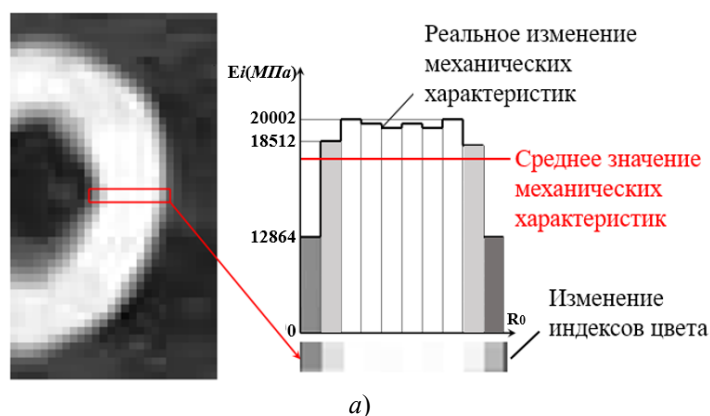 Реальное изменение
механических
характеристик
Ei(МПа)
20002
18512
Среднее значение
механических
характеристик
12864
Изменение
индексов цвета
0
R0
а)